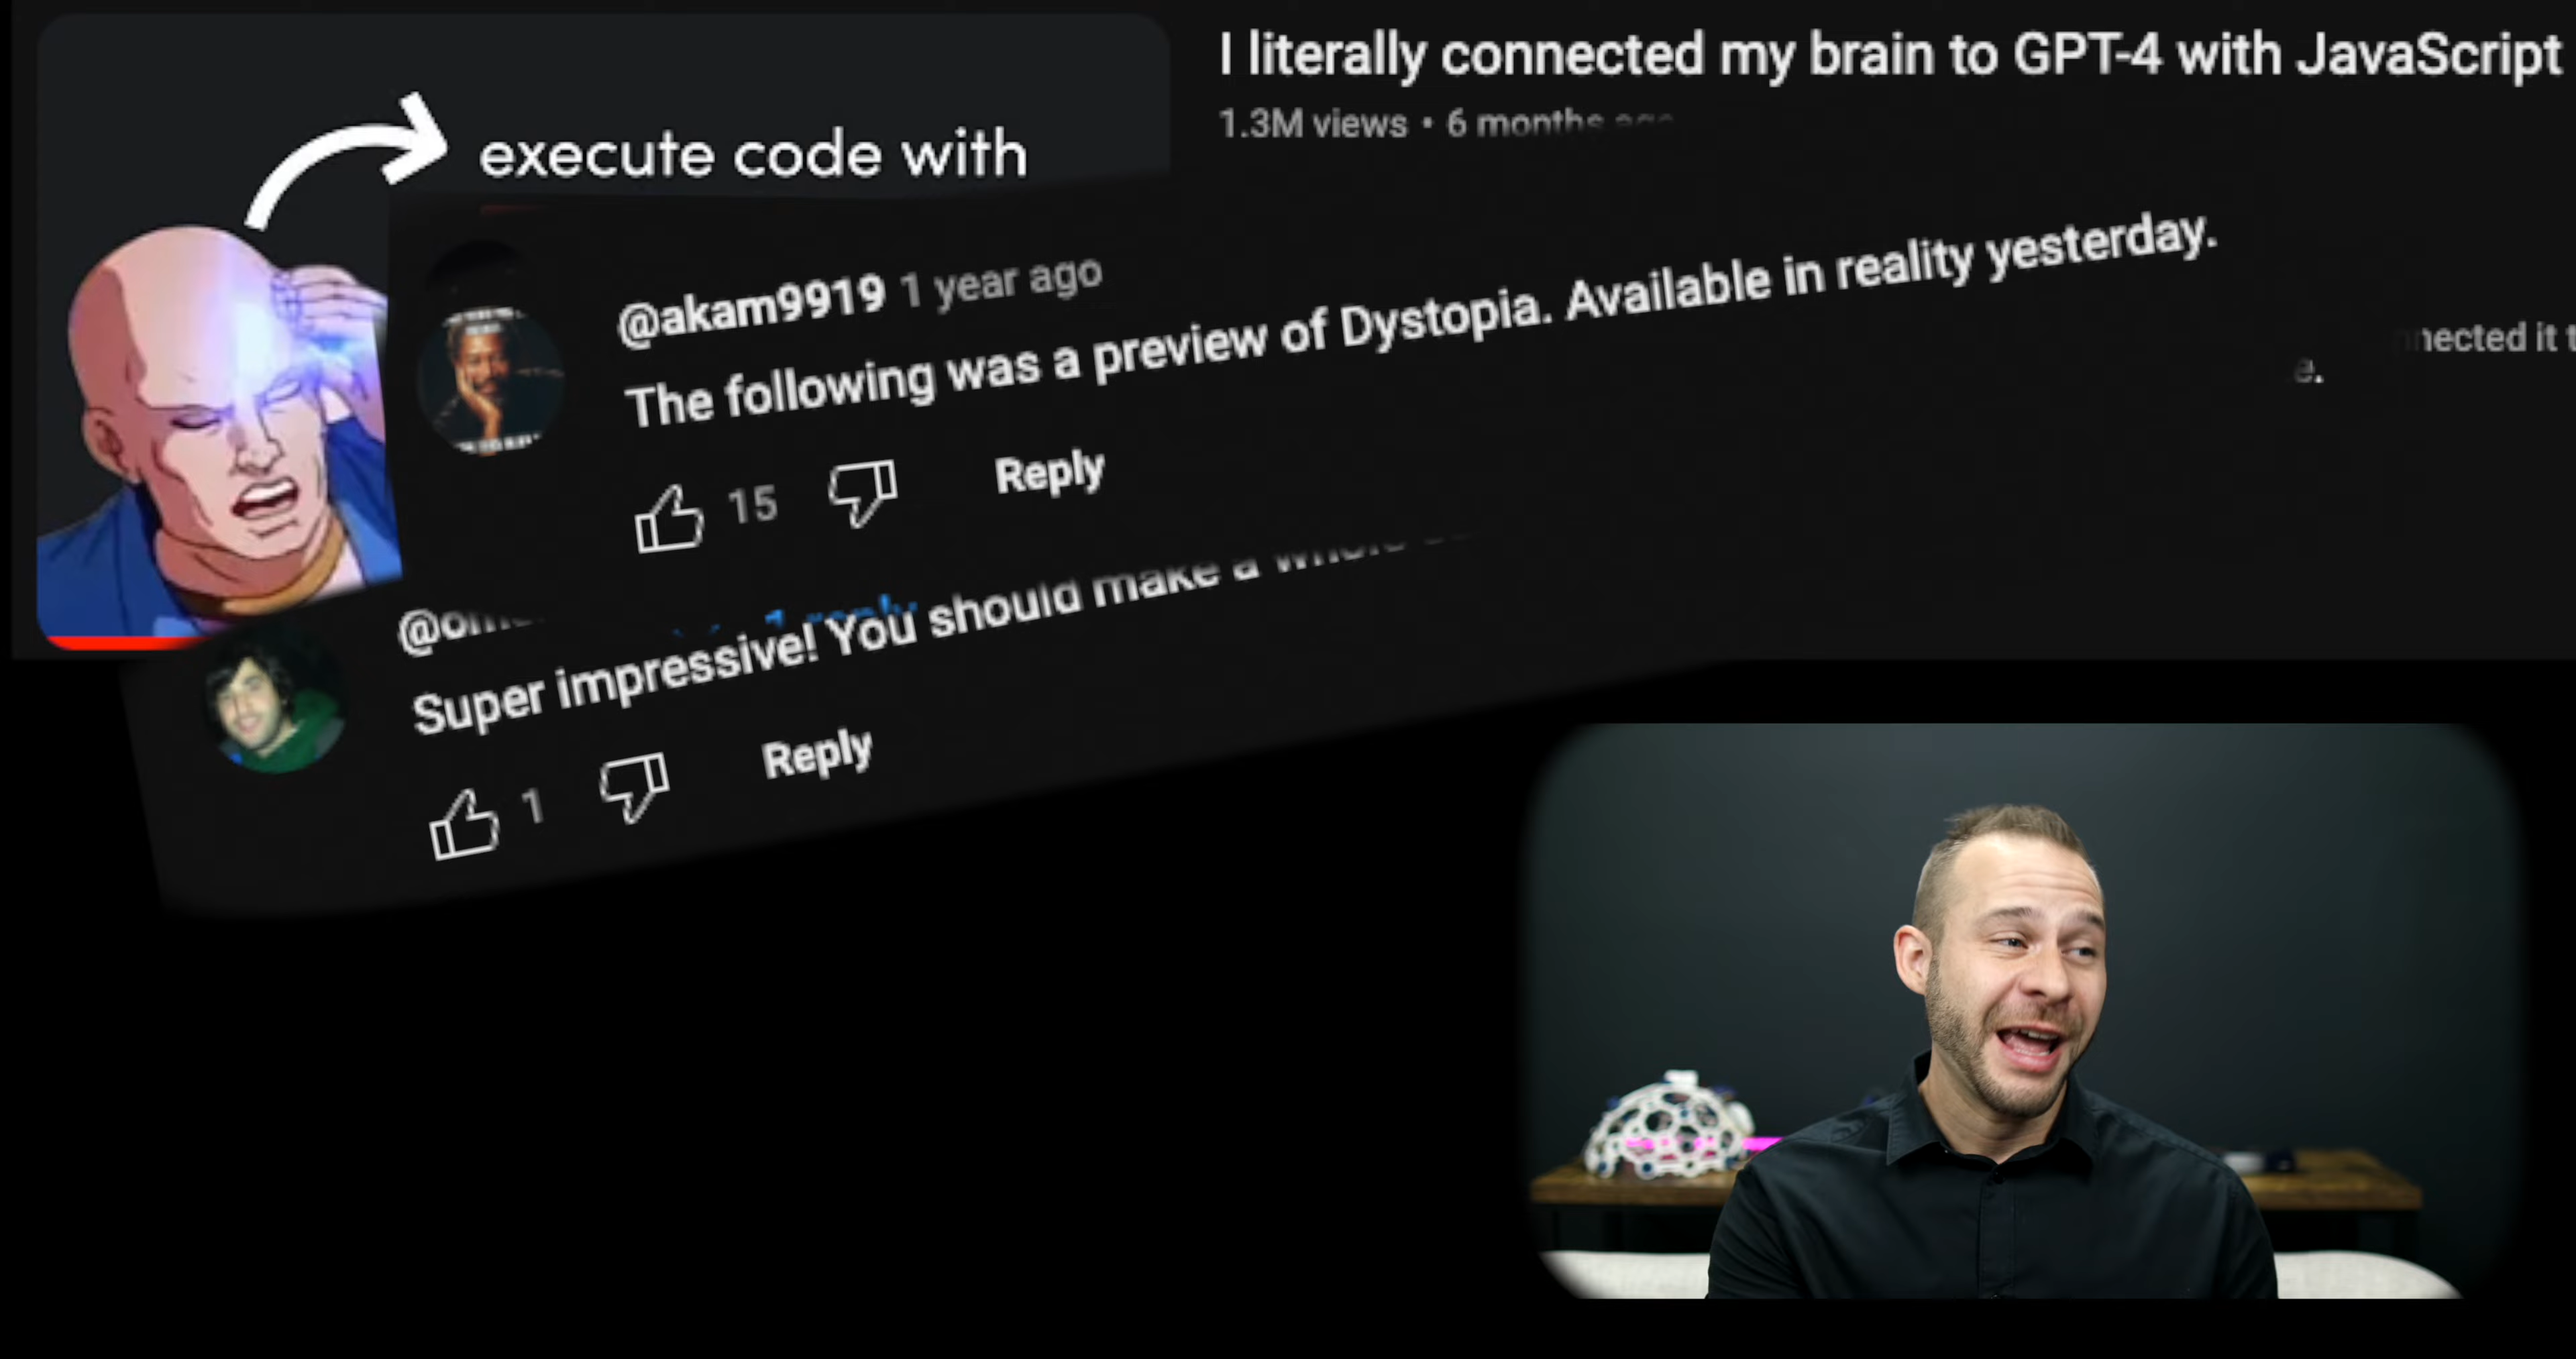 execute code with
I literally connected my brain to GPT-4 with JavaScript
1.3M views • 6 months ago
@akam9919 1 year ago
The following was a preview of Dystopia. Available in reality yesterday.
15 Reply
Super impressive! You should make a
1 Reply